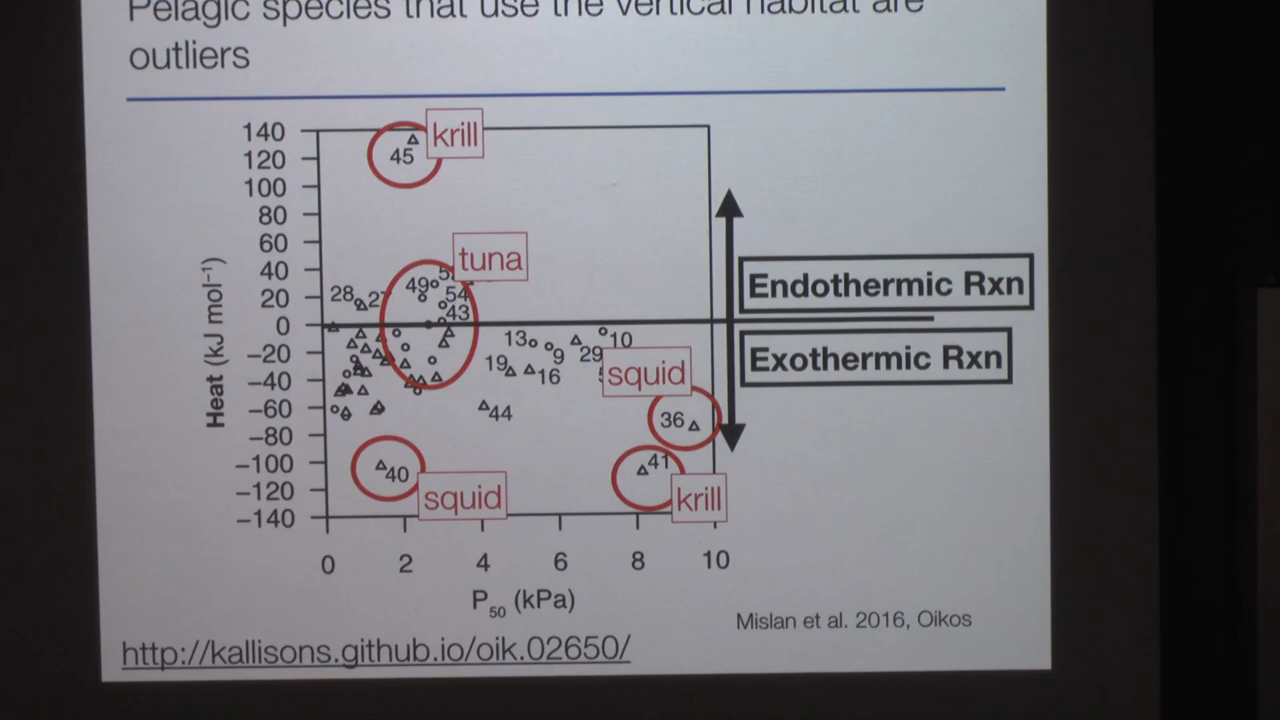 Pelagic species that use the vertical habitat are
outliers
140
120
100
80
60
40
20
0
−20
−40
−60
−80
−100
−120
−140
Heat (kJ mol⁻¹)
krill
45
tuna
28
27
49
54
43
13
9
10
29
19
16
44
squid
36
41
krill
40
squid
0 2 4 6 8 10
P₅₀ (kPa)
Endothermic Rxn
Exothermic Rxn
Mislan et al. 2016, Oikos
http://kallisons.github.io/oik.02650/